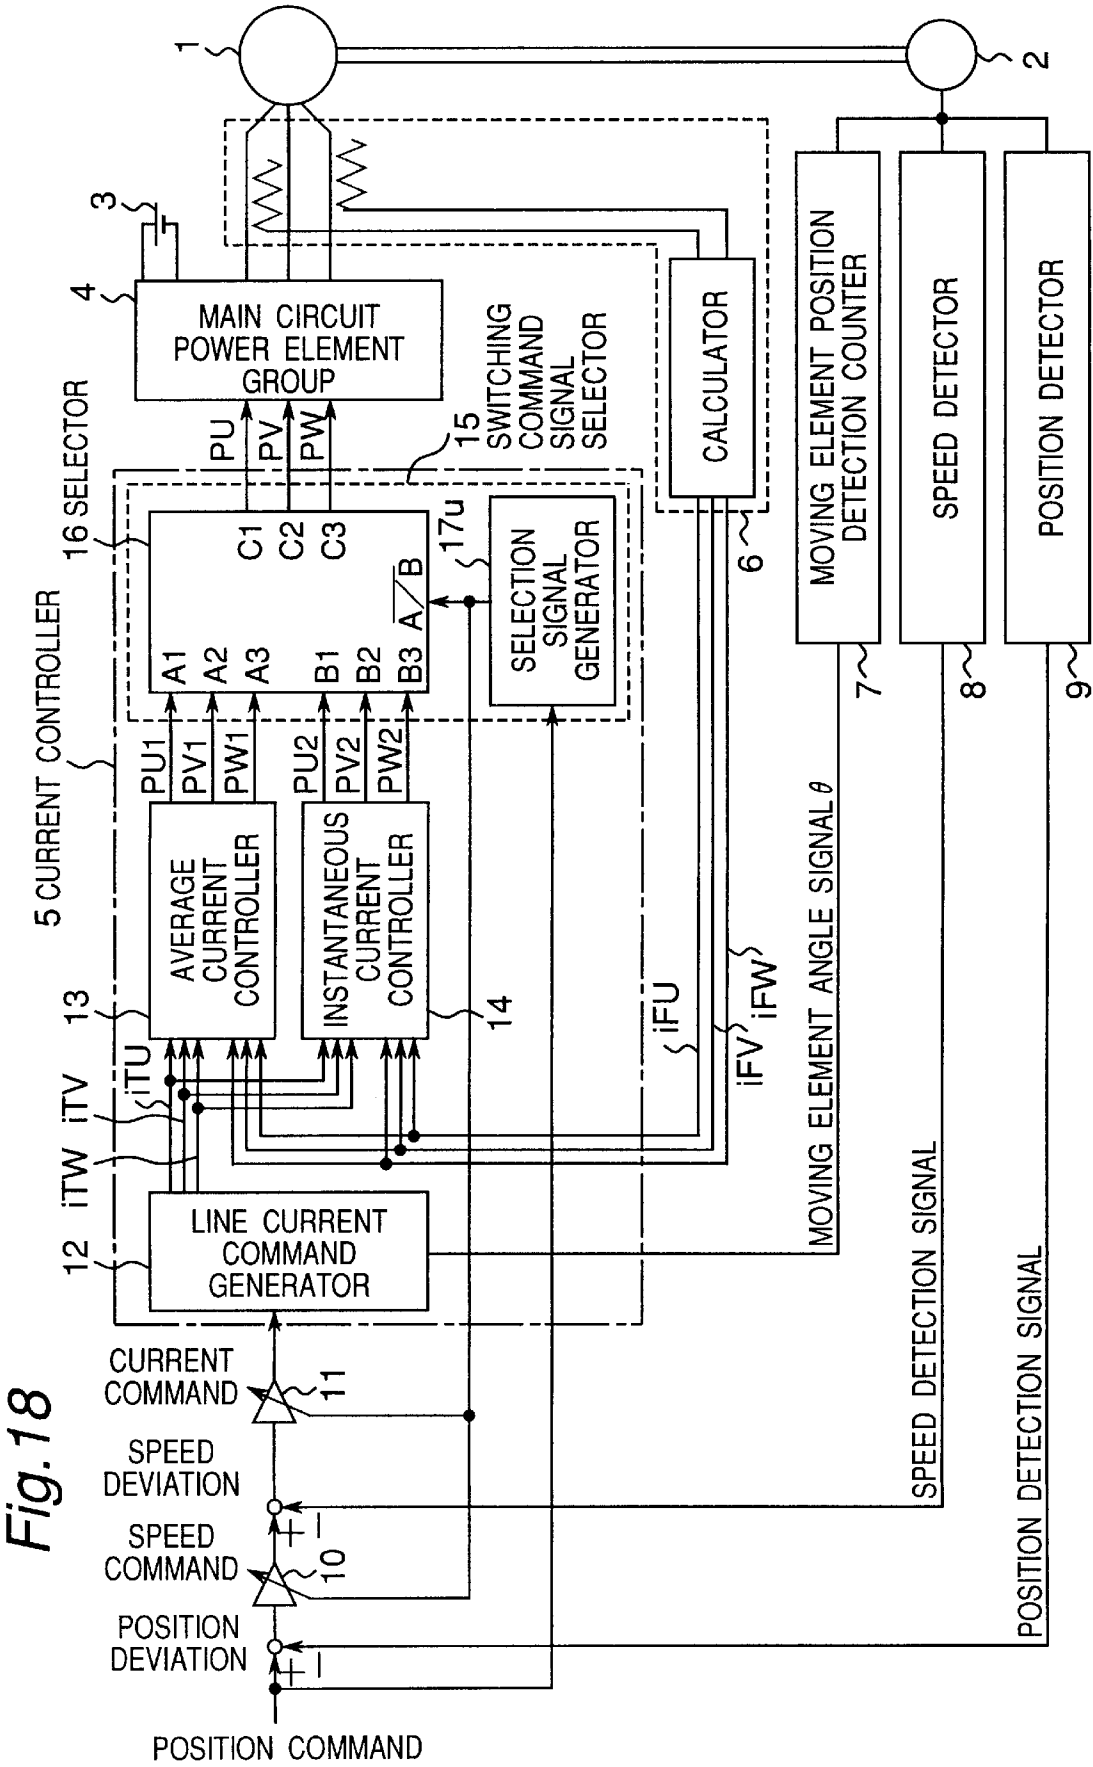 Fig.18
POSITION COMMAND
POSITION
DEVIATION
+
−
SPEED
COMMAND
10
SPEED
DEVIATION
+
−
CURRENT
COMMAND
11
5 CURRENT CONTROLLER
12
LINE CURRENT
COMMAND
GENERATOR
iTW
iTV
iTU
13
AVERAGE
CURRENT
CONTROLLER
14
INSTANTANEOUS
CURRENT
CONTROLLER
PU1
PV1
PW1
PU2
PV2
PW2
16 SELECTOR
A1
A2
A3
B1
B2
B3
C1
C2
C3
A/B
17u
SELECTION
SIGNAL
GENERATOR
15
SWITCHING
COMMAND
SIGNAL
SELECTOR
PU
PV
PW
4
MAIN CIRCUIT
POWER ELEMENT
GROUP
3
1
2
6
CALCULATOR
iFU
iFV
iFW
7
MOVING ELEMENT POSITION
DETECTION COUNTER
MOVING ELEMENT ANGLE SIGNAL θ
8
SPEED DETECTOR
SPEED DETECTION SIGNAL
9
POSITION DETECTOR
POSITION DETECTION SIGNAL